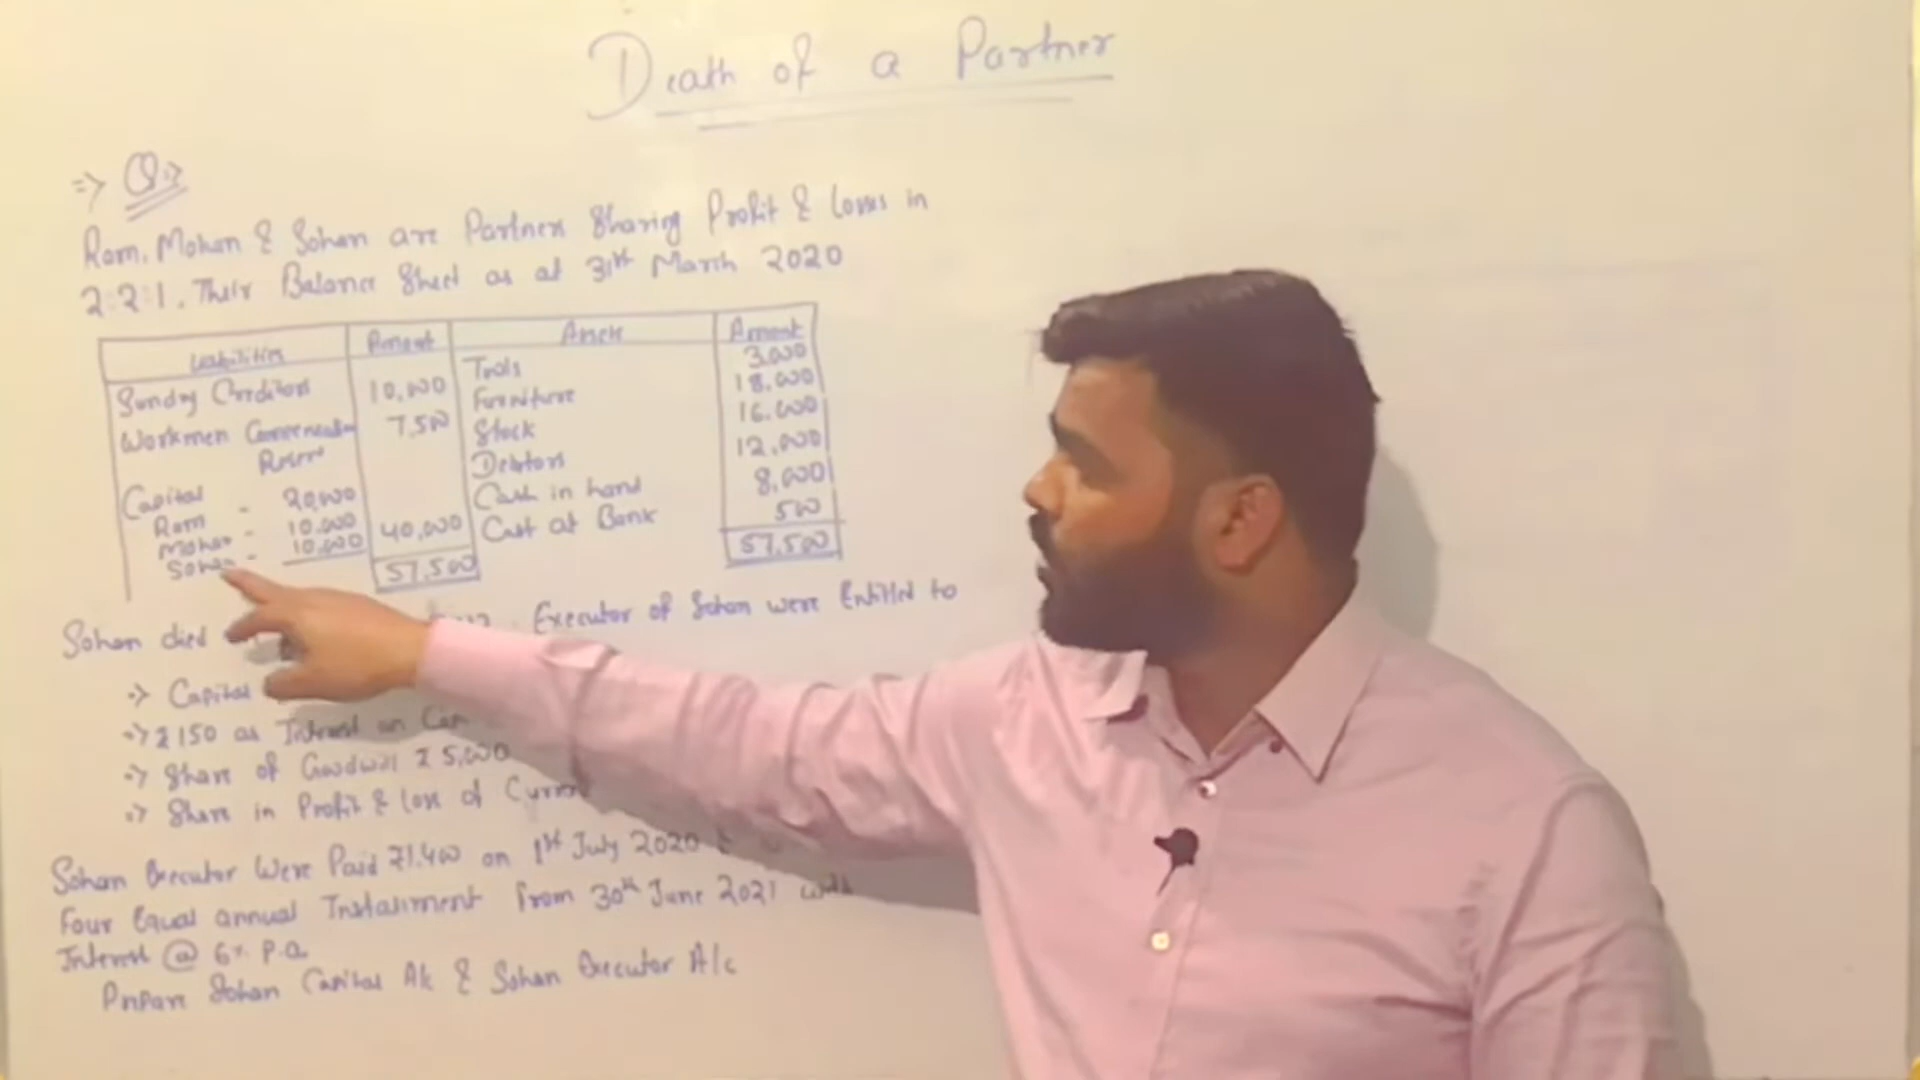 Death of a Partner
=> Q=>
Ram, Mohan & Sohan are Partners Sharing Profit & Losses in
2:2:1. Their Balance Sheet as at 31st March 2020
Liabilities Amount Assets Amount
Sundry Creditors 10,000 Tools 3,000
Workmen Compensation Reserve 7,500 Furniture 18,000
Stock 16,000
Debtors 12,000
Capital Cash in hand 8,000
Ram - 20,000 Cash at Bank 500
Mohan - 10,000
Sohan - 10,000 40,000
57,500 57,500
Sohan died Executor of Sohan were Entitled to
=> Capital
=> ₹150 as Interest on Cap
=> Share of Goodwill ₹5,000
=> Share in Profit & Loss of Curren
Sohan Executor Were Paid ₹1,400 on 1st July 2020
Four Equal annual Installment from 30th June 2021 with
Interest @ 6% P.a.
Prepare Sohan Capital A/c & Sohan Executor A/c